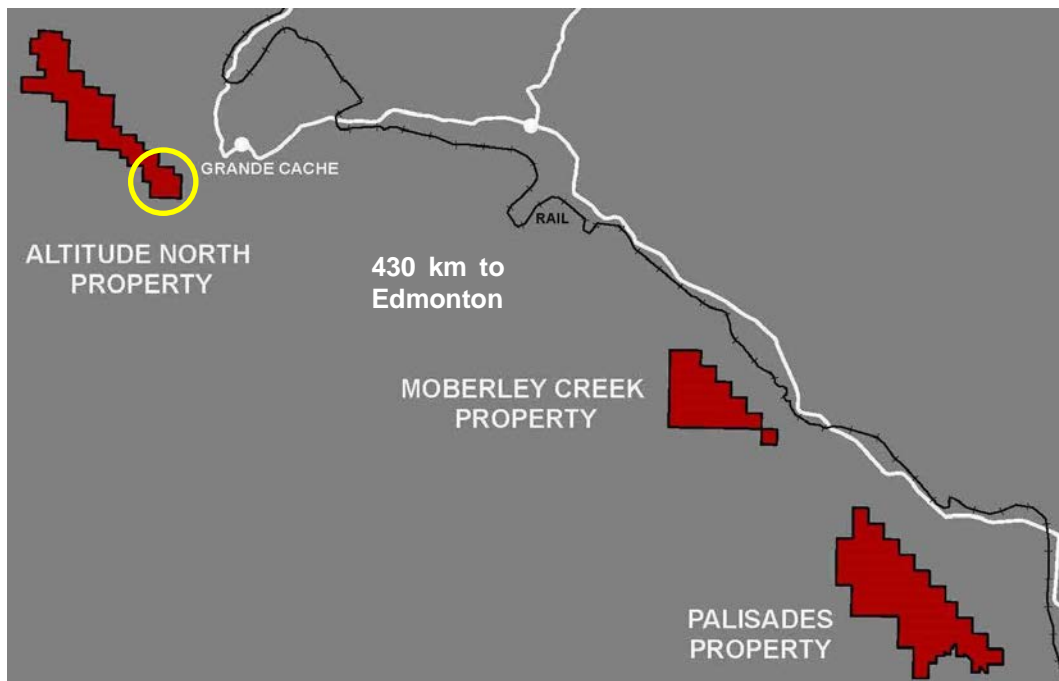 GRANDE CACHE
RAIL
ALTITUDE NORTH
PROPERTY
430 km to
Edmonton
MOBERLEY CREEK
PROPERTY
PALISADES
PROPERTY